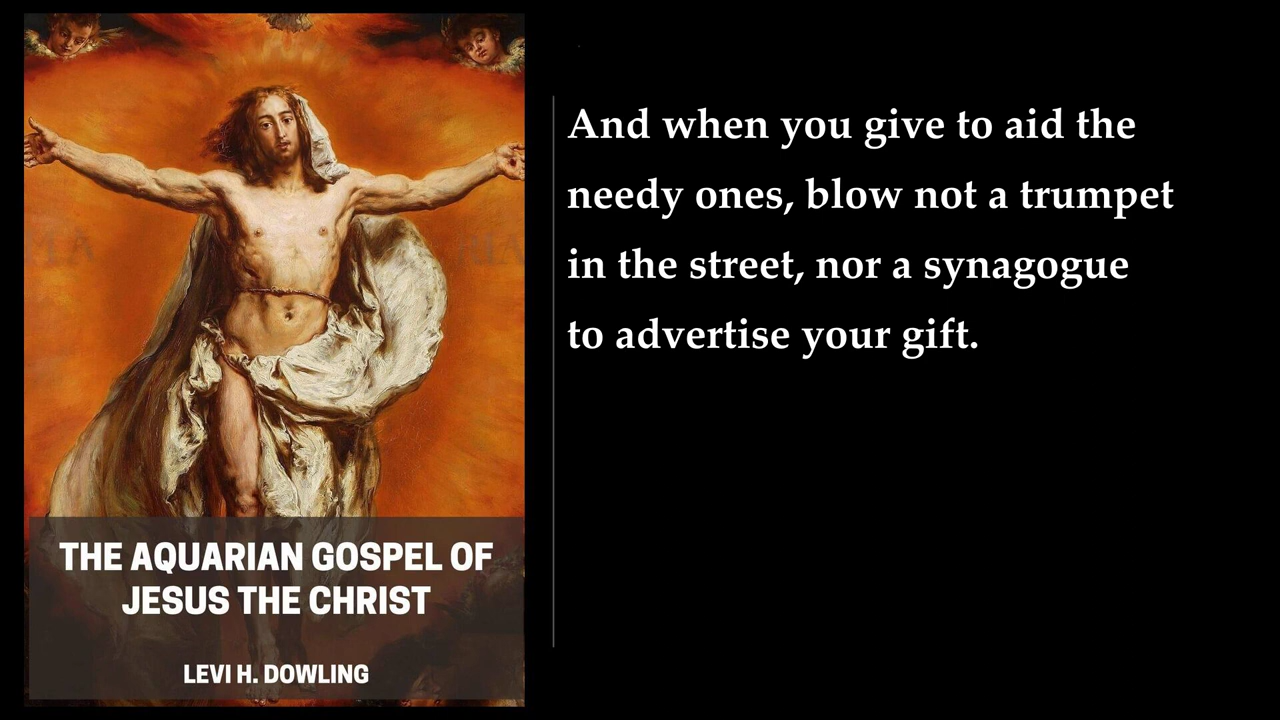 THE AQUARIAN GOSPEL OF
JESUS THE CHRIST
LEVI H. DOWLING
And when you give to aid the
needy ones, blow not a trumpet
in the street, nor a synagogue
to advertise your gift.